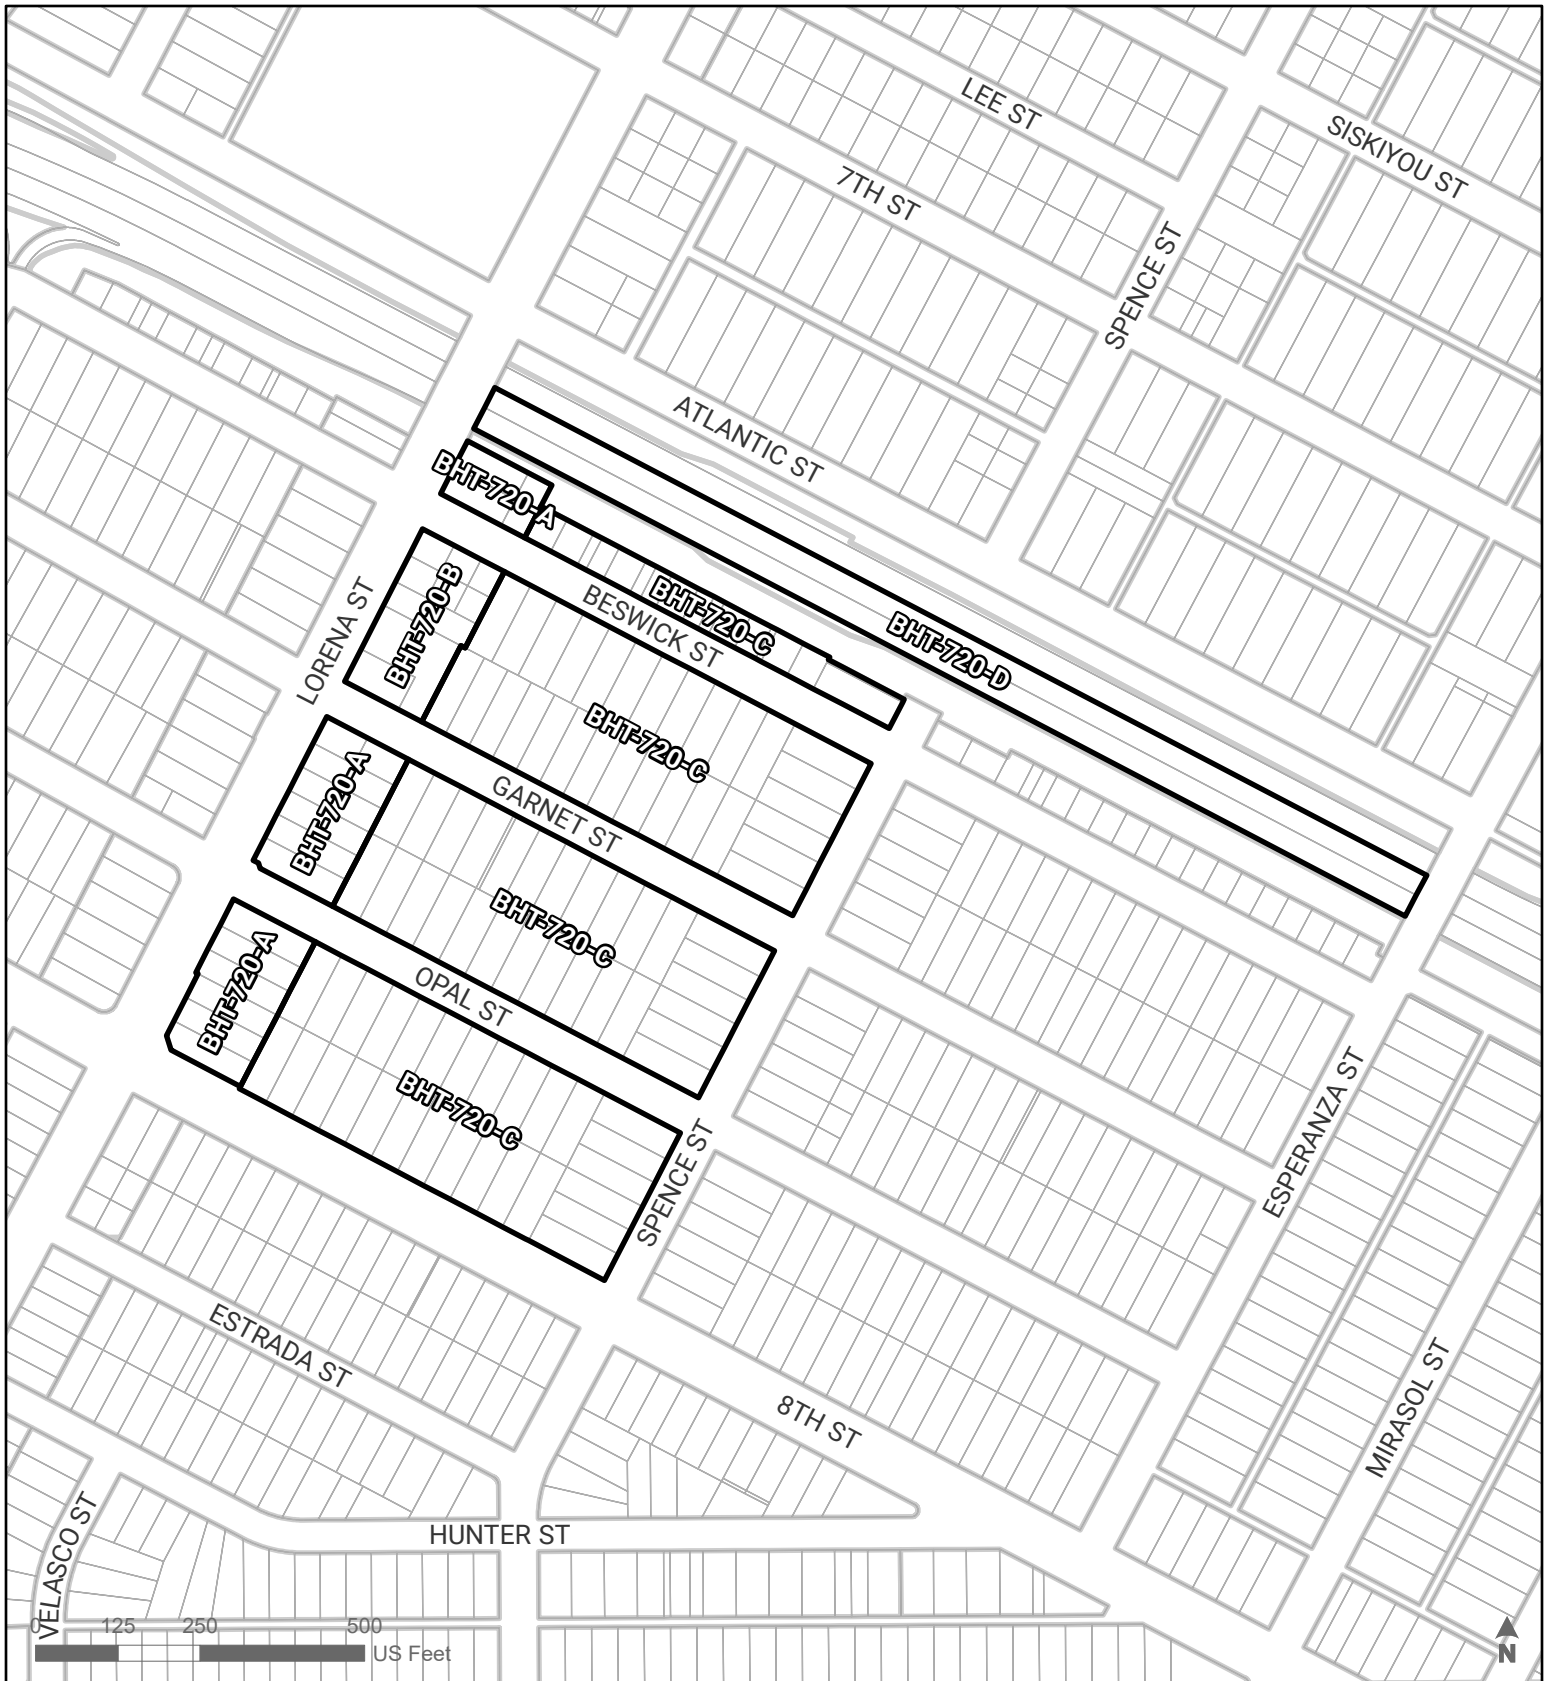 LEE ST
SISKIYOU ST
7TH ST
SPENCE ST
ATLANTIC ST
BHT-720-A
BHT-720-B
BHT-720-C
BESWICK ST
BHT-720-D
LORENA ST
BHT-720-C
BHT-720-A
GARNET ST
BHT-720-C
BHT-720-A
OPAL ST
BHT-720-C
SPENCE ST
ESPERANZA ST
ESTRADA ST
8TH ST
MIRASOL ST
HUNTER ST
VELASCO ST
0 125 250 500
US Feet
N